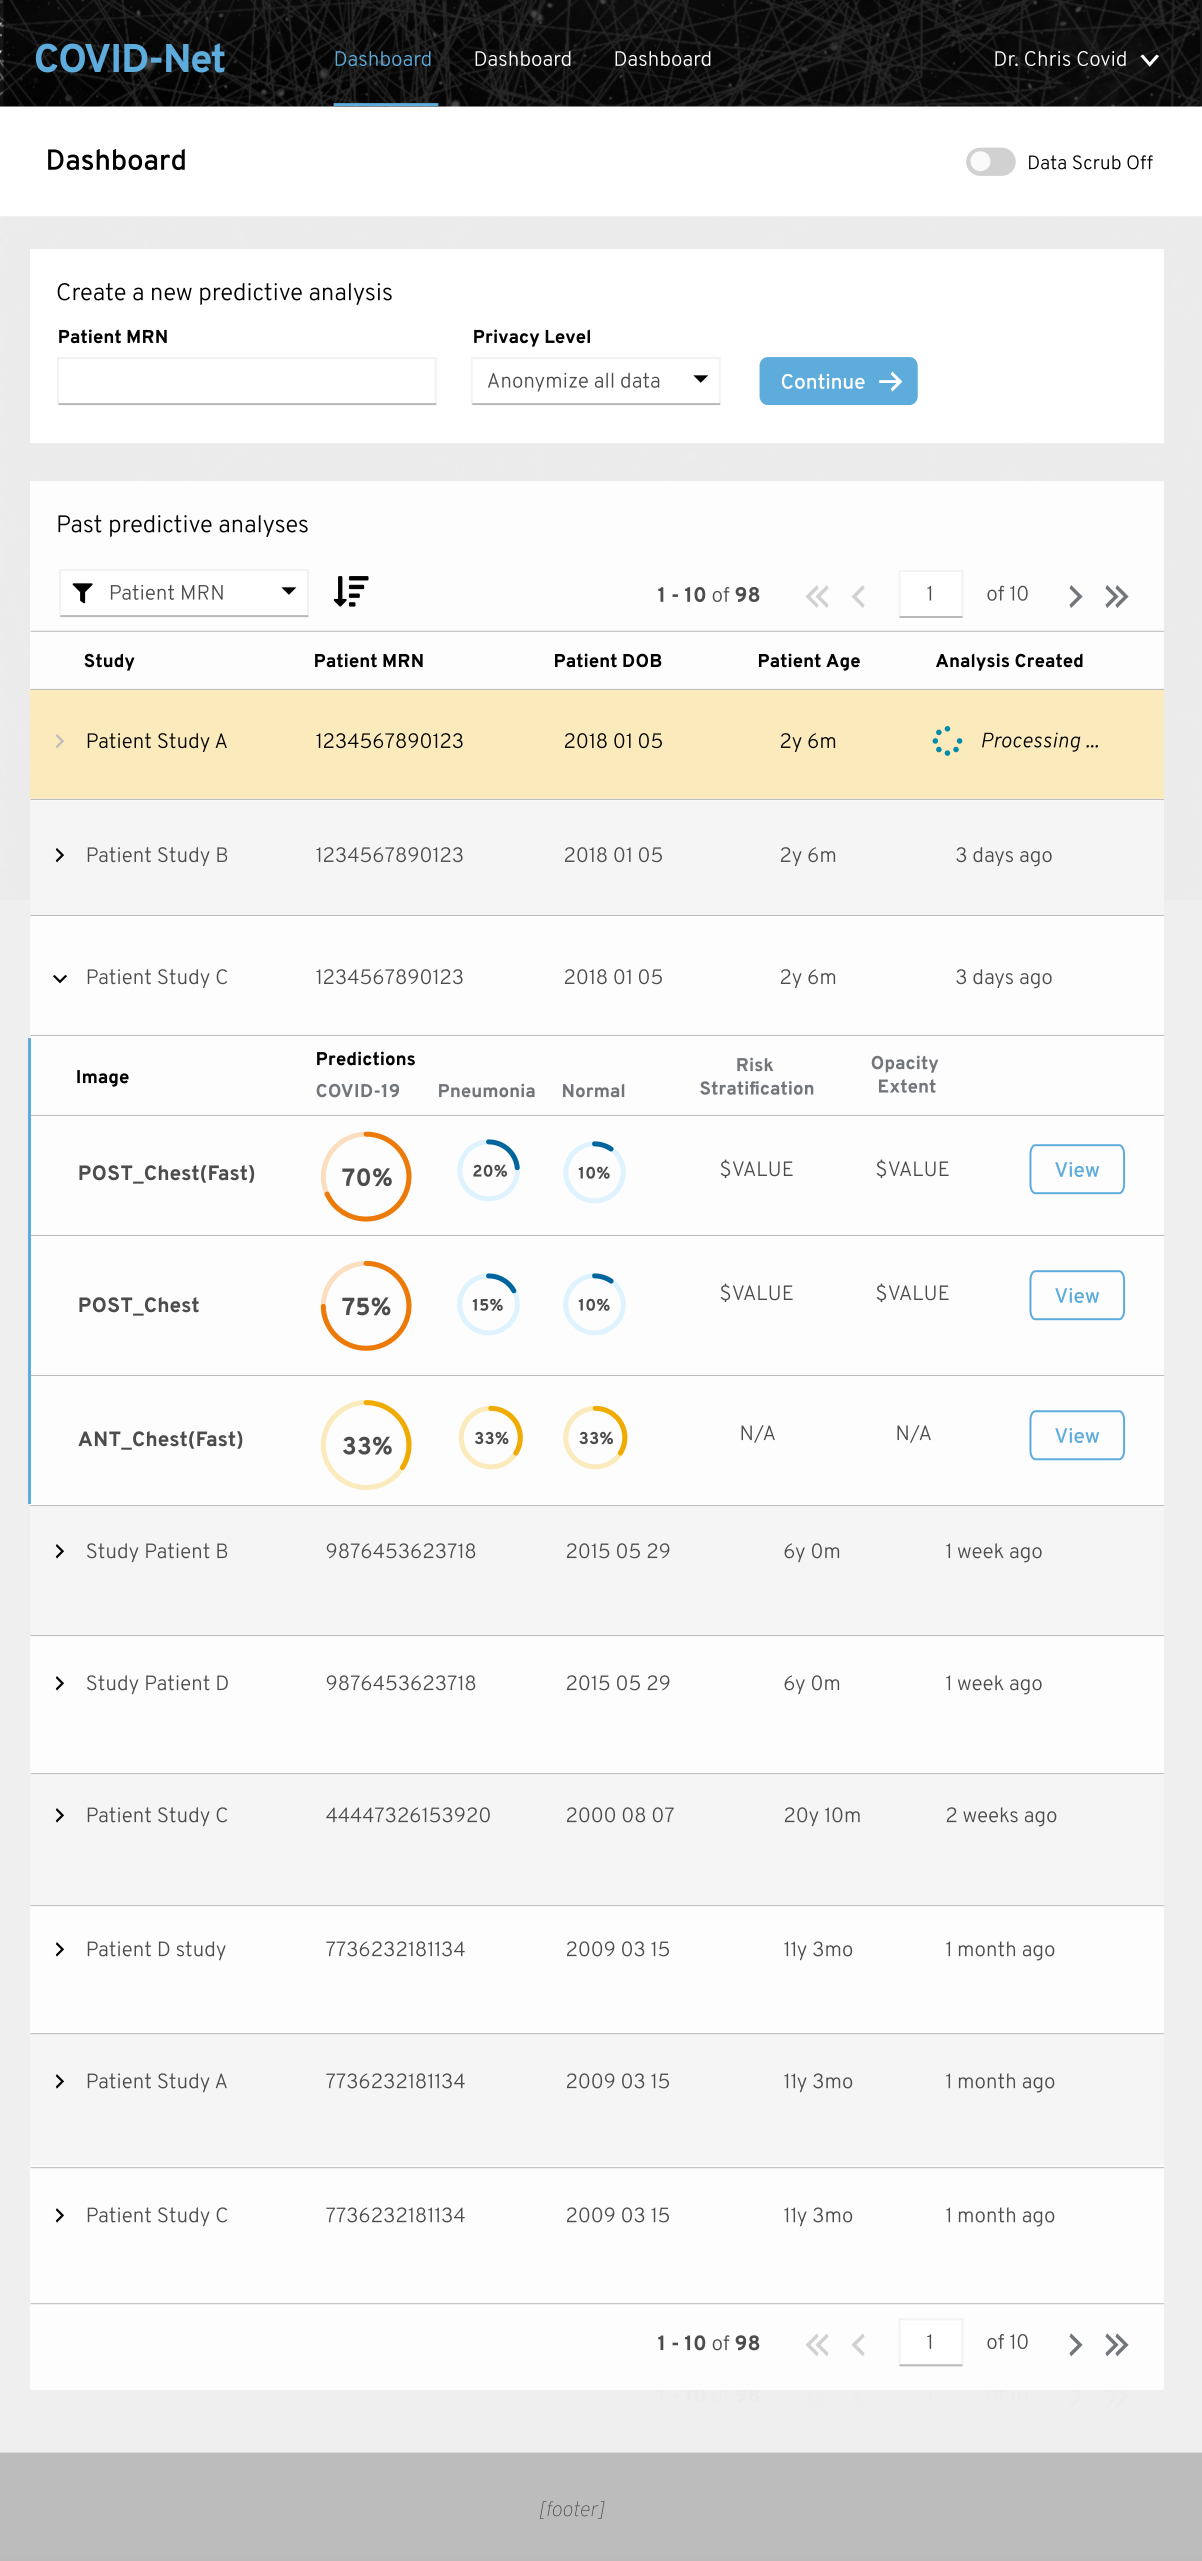 COVID-Net Dashboard Dashboard Dashboard Dr. Chris Covid
Dashboard Data Scrub Off
Create a new predictive analysis
Patient MRN Privacy Level
Anonymize all data Continue
Past predictive analyses
Patient MRN 1 - 10 of 98 1 of 10
Study Patient MRN Patient DOB Patient Age Analysis Created
Patient Study A 1234567890123 2018 01 05 2y 6m Processing ...
Patient Study B 1234567890123 2018 01 05 2y 6m 3 days ago
Patient Study C 1234567890123 2018 01 05 2y 6m 3 days ago
Image Predictions Risk Stratification Opacity Extent
COVID-19 Pneumonia Normal
POST_Chest(Fast) 70% 20% 10% $VALUE $VALUE View
POST_Chest 75% 15% 10% $VALUE $VALUE View
ANT_Chest(Fast) 33% 33% 33% N/A N/A View
Study Patient B 9876453623718 2015 05 29 6y 0m 1 week ago
Study Patient D 9876453623718 2015 05 29 6y 0m 1 week ago
Patient Study C 44447326153920 2000 08 07 20y 10m 2 weeks ago
Patient D study 7736232181134 2009 03 15 11y 3mo 1 month ago
Patient Study A 7736232181134 2009 03 15 11y 3mo 1 month ago
Patient Study C 7736232181134 2009 03 15 11y 3mo 1 month ago
1 - 10 of 98 1 of 10
[footer]